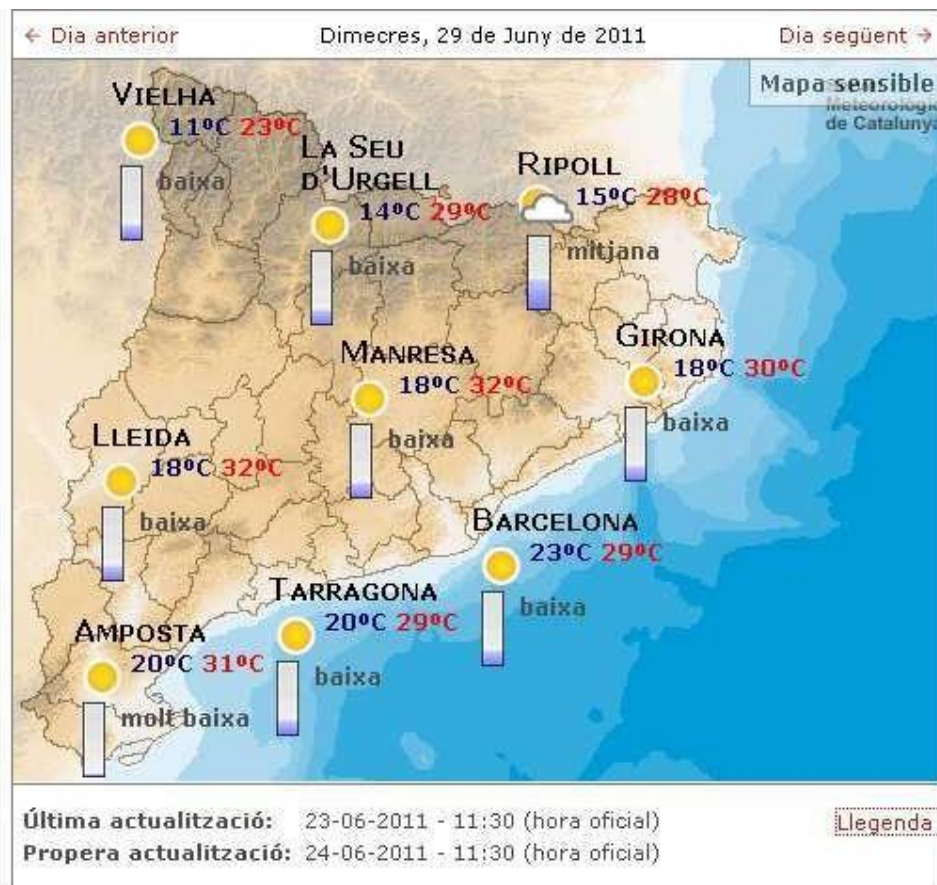 ← Dia anterior Dimecres, 29 de Juny de 2011 Dia següent →
Mapa sensible
Meteorològic
de Catalunya
VIELHA
11ºC 23ºC
baixa
LA SEU
D'URGELL
14ºC 29ºC
baixa
RIPOLL
15ºC 28ºC
mitjana
MANRESA
18ºC 32ºC
baixa
GIRONA
18ºC 30ºC
baixa
LLEIDA
18ºC 32ºC
baixa
BARCELONA
23ºC 29ºC
baixa
TARRAGONA
20ºC 29ºC
baixa
AMPOSTA
20ºC 31ºC
molt baixa
Última actualització: 23-06-2011 - 11:30 (hora oficial) Llegenda
Propera actualització: 24-06-2011 - 11:30 (hora oficial)